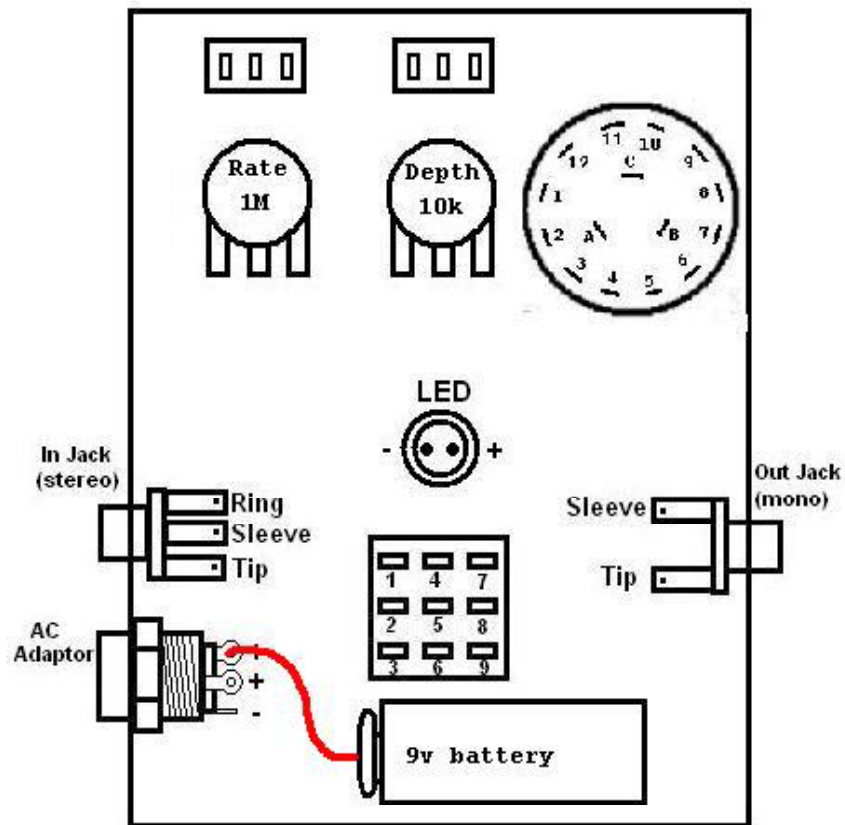 Rate
1M
Depth
10k
11 10
12 C 9
1 8
2 A B 7
3 6
4 5
LED
- +
In Jack
(stereo)
Ring
Sleeve
Tip
Out Jack
(mono)
Sleeve
Tip
1 4 7
2 5 8
3 6 9
AC
Adaptor
+
+
-
9v battery